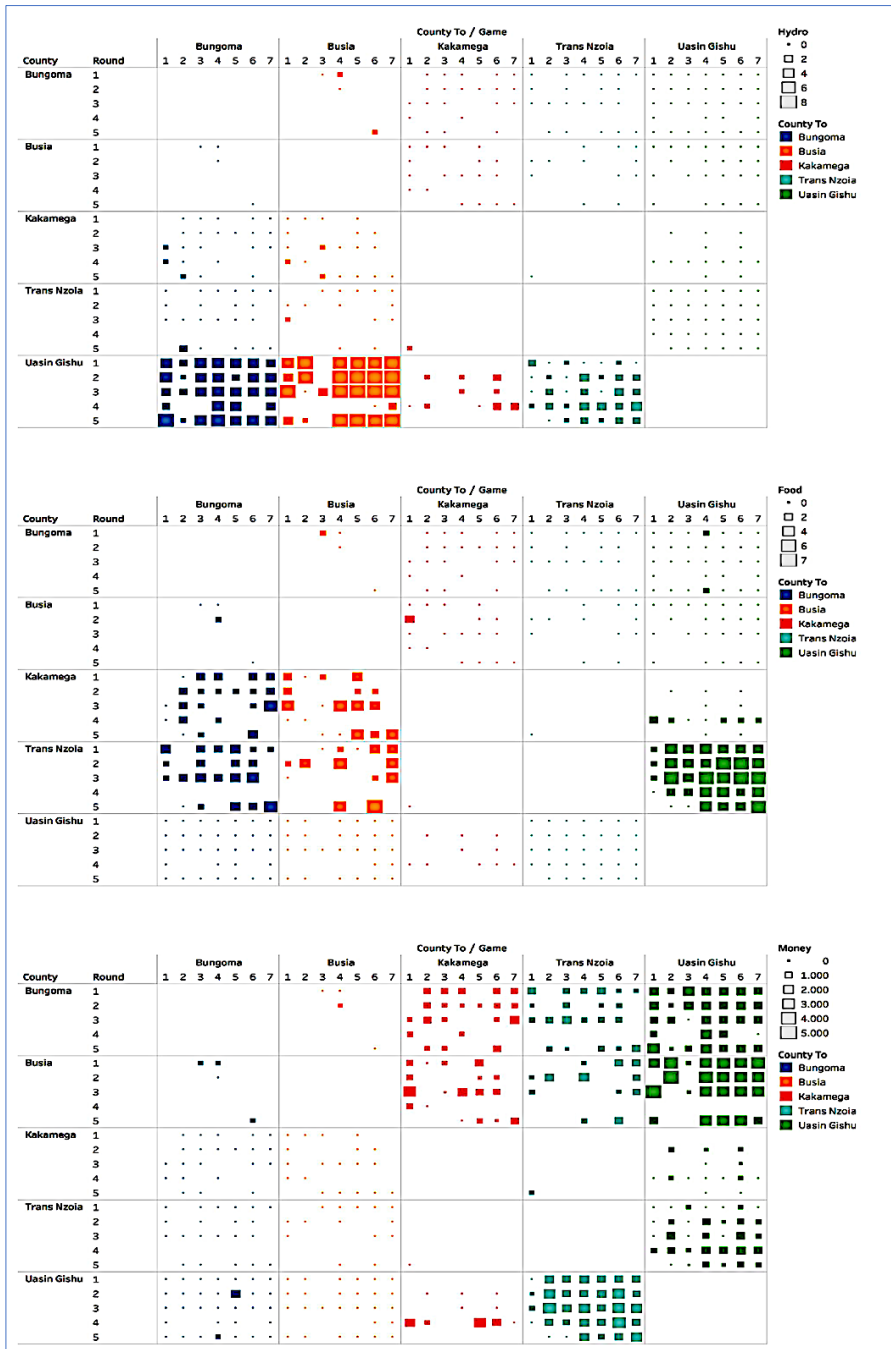 County To / Game
Bungoma Busia Kakamega Trans Nzoia Uasin Gishu
County Round 1 2 3 4 5 6 7 1 2 3 4 5 6 7 1 2 3 4 5 6 7 1 2 3 4 5 6 7 1 2 3 4 5 6 7
Bungoma 1
2
3
4
5
Busia 1
2
3
4
5
Kakamega 1
2
3
4
5
Trans Nzoia 1
2
3
4
5
Uasin Gishu 1
2
3
4
5
Hydro
0
2
4
6
8
County To
Bungoma
Busia
Kakamega
Trans Nzoia
Uasin Gishu
County To / Game
Bungoma Busia Kakamega Trans Nzoia Uasin Gishu
County Round 1 2 3 4 5 6 7 1 2 3 4 5 6 7 1 2 3 4 5 6 7 1 2 3 4 5 6 7 1 2 3 4 5 6 7
Bungoma 1
2
3
4
5
Busia 1
2
3
4
5
Kakamega 1
2
3
4
5
Trans Nzoia 1
2
3
4
5
Uasin Gishu 1
2
3
4
5
Food
0
2
4
6
7
County To
Bungoma
Busia
Kakamega
Trans Nzoia
Uasin Gishu
County To / Game
Bungoma Busia Kakamega Trans Nzoia Uasin Gishu
County Round 1 2 3 4 5 6 7 1 2 3 4 5 6 7 1 2 3 4 5 6 7 1 2 3 4 5 6 7 1 2 3 4 5 6 7
Bungoma 1
2
3
4
5
Busia 1
2
3
4
5
Kakamega 1
2
3
4
5
Trans Nzoia 1
2
3
4
5
Uasin Gishu 1
2
3
4
5
Money
0
1.000
2.000
3.000
4.000
5.000
County To
Bungoma
Busia
Kakamega
Trans Nzoia
Uasin Gishu